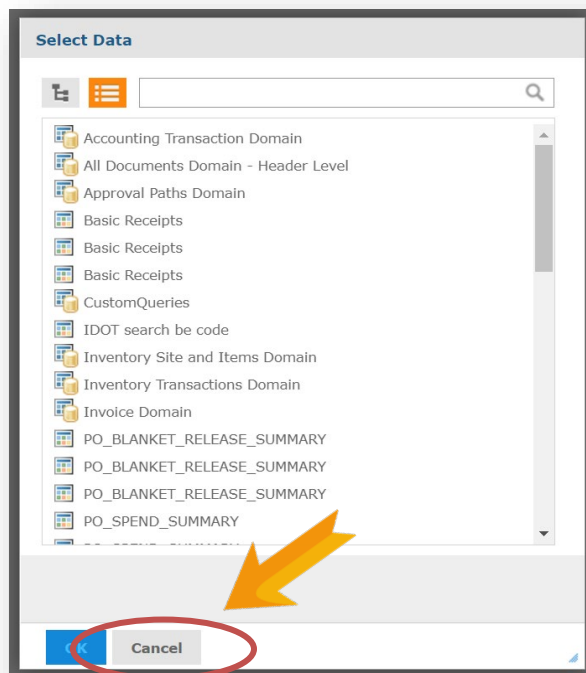 Select Data
Accounting Transaction Domain
All Documents Domain - Header Level
Approval Paths Domain
Basic Receipts
Basic Receipts
Basic Receipts
CustomQueries
IDOT search be code
Inventory Site and Items Domain
Inventory Transactions Domain
Invoice Domain
PO_BLANKET_RELEASE_SUMMARY
PO_BLANKET_RELEASE_SUMMARY
PO_BLANKET_RELEASE_SUMMARY
PO_SPEND_SUMMARY
OK Cancel